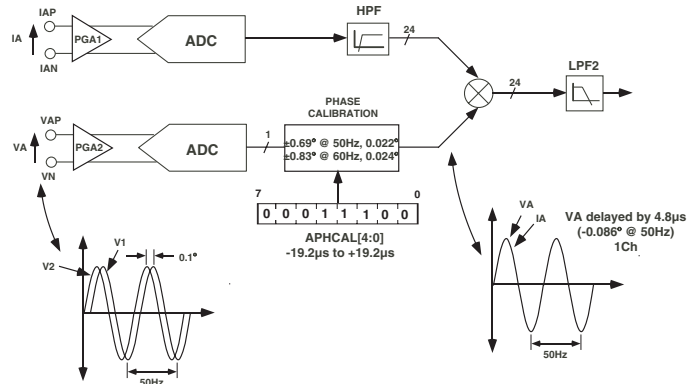 HPF
IAP
IA
PGA1
ADC
24
IAN
LPF2
24
PHASE
CALIBRATION
VAP
1
±0.69° @ 50Hz, 0.022°
±0.83° @ 60Hz, 0.024°
VA
PGA2
ADC
VN
7
0
0 0 0 1 1 1 0 0
VA
IA
VA delayed by 4.8µs
(-0.086° @ 50Hz)
1Ch
APHCAL[4:0]
-19.2µs to +19.2µs
V1
V2
0.1°
50Hz
50Hz